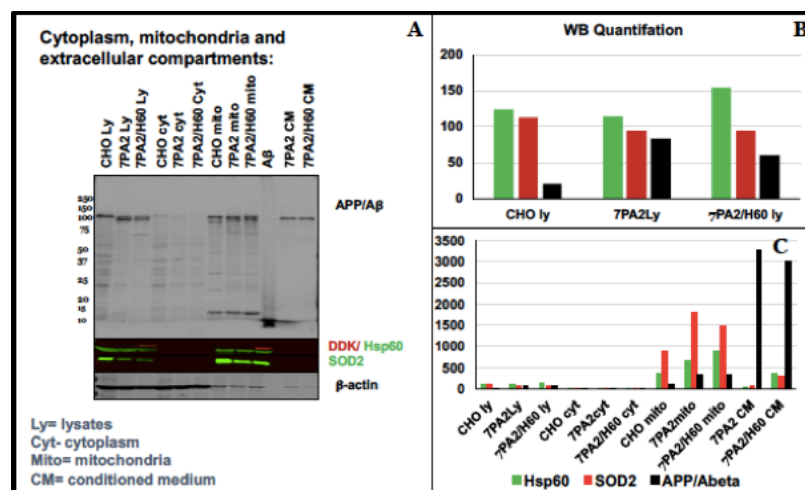 Cytoplasm, mitochondria and
extracellular compartments:
A
CHO Ly
7PA2 Ly
7PA2/H60 Ly
CHO cyt
7PA2 cyt
7PA2/H60 Cyt
CHO mito
7PA2 mito
7PA2/H60 mito
Aβ
7PA2 CM
7PA2/H60 CM
250
150
100
75
50
37
25
20
15
10
APP/Aβ
DDK/ Hsp60
SOD2
β-actin
Ly= lysates
Cyt- cytoplasm
Mito= mitochondria
CM= conditioned medium
WB Quantifation
B
200
150
100
50
0
CHO ly
7PA2Ly
7PA2/H60 ly
C
3500
3000
2500
2000
1500
1000
500
0
CHO ly
7PA2Ly
7PA2/H60 ly
CHO cyt
7PA2cyt
7PA2/H60 cyt
CHO mito
7PA2mito
7PA2/H60 mito
7PA2 CM
7PA2/H60 CM
Hsp60 SOD2 APP/Abeta